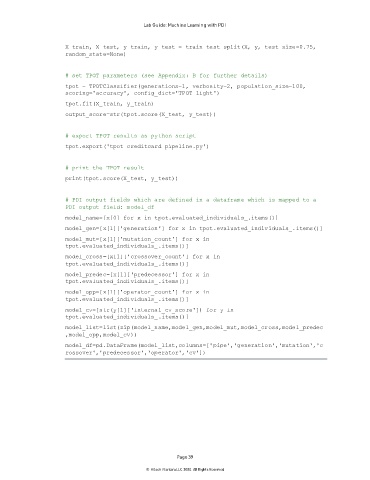 Lab Guide: Machine Learning with PDI
X_train, X_test, y_train, y_test = train_test_split(X, y, test_size=0.75,
random_state=None)
# set TPOT parameters (see Appendix: B for further details)
tpot = TPOTClassifier(generations=1, verbosity=2, population_size=100,
scoring='accuracy', config_dict='TPOT light')
tpot.fit(X_train, y_train)
output_score=str(tpot.score(X_test, y_test))
# export TPOT results as python script
tpot.export('tpot creditcard pipeline.py')
# print the TPOT result
print(tpot.score(X_test, y_test))
# PDI output fields which are defined in a dataframe which is mapped to a
PDI output field: model_df
model_name=[x[0] for x in tpot.evaluated_individuals_.items()]
model_gen=[x[1]['generation'] for x in tpot.evaluated_individuals_.items()]
model_mut=[x[1]['mutation_count'] for x in
tpot.evaluated_individuals_.items()]
model_cross=[x[1]['crossover_count'] for x in
tpot.evaluated_individuals_.items()]
model_predec=[x[1]['predecessor'] for x in
tpot.evaluated_individuals_.items()]
model_opp=[x[1]['operator_count'] for x in
tpot.evaluated_individuals_.items()]
model_cv=[str(y[1]['internal_cv_score']) for y in
tpot.evaluated_individuals_.items()]
model_list=list(zip(model_name,model_gen,model_mut,model_cross,model_predec
,model_opp,model_cv))
model_df=pd.DataFrame(model_list,columns=['pipe','generation','mutation','c
rossover','predecessor','operator','cv'])
Page 39
© Hitachi Vantara LLC 2020. All Rights Reserved